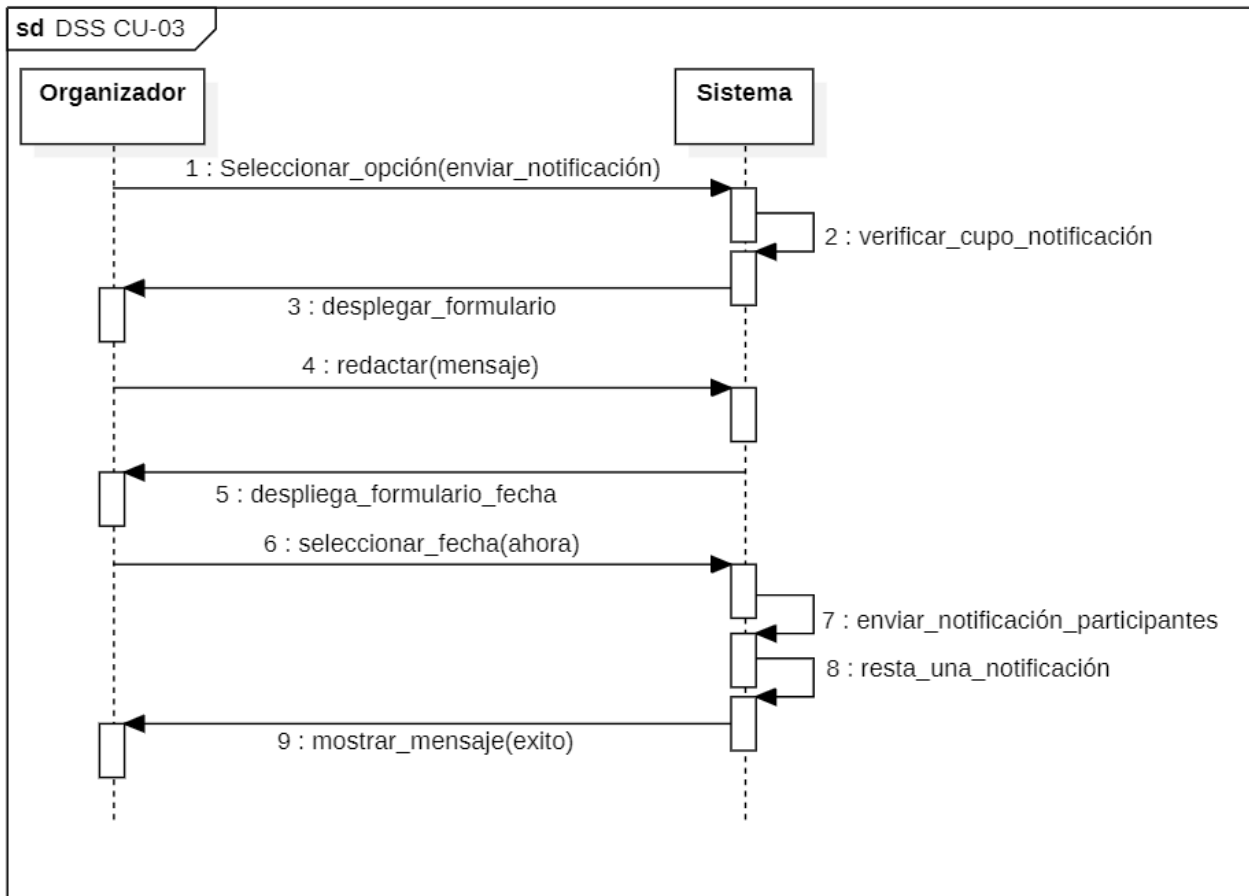 sd DSS CU-03
Organizador
Sistema
1 : Seleccionar_opción(enviar_notificación)
2 : verificar_cupo_notificación
3 : desplegar_formulario
4 : redactar(mensaje)
5 : despliega_formulario_fecha
6 : seleccionar_fecha(ahora)
7 : enviar_notificación_participantes
8 : resta_una_notificación
9 : mostrar_mensaje(exito)